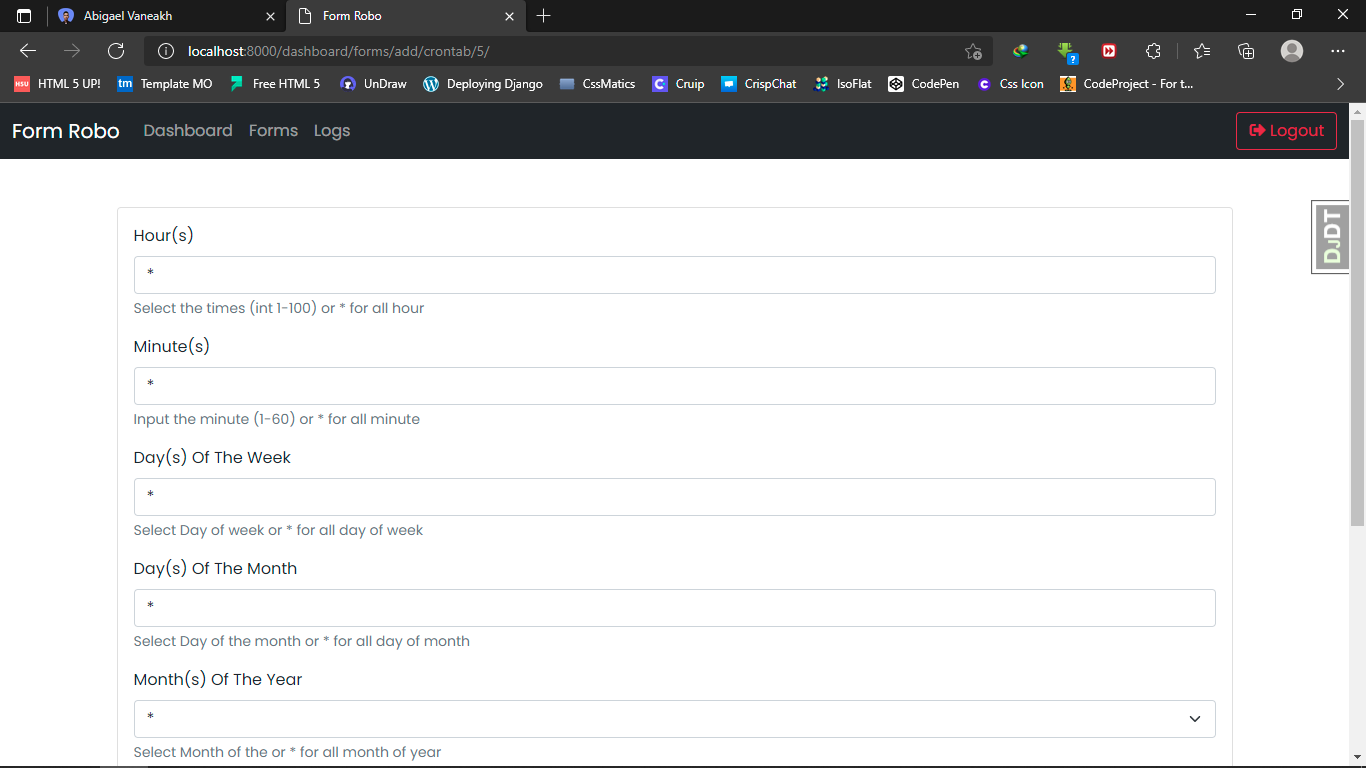 Abigael Vaneakh
Form Robo
localhost:8000/dashboard/forms/add/crontab/5/
HSU HTML 5 UP! tm Template MO Free HTML 5 UnDraw Deploying Django CssMatics Cruip CrispChat IsoFlat CodePen Css Icon CodeProject - For t...
Form Robo Dashboard Forms Logs Logout
DJDT
Hour(s)
*
Select the times (int 1-100) or * for all hour
Minute(s)
*
Input the minute (1-60) or * for all minute
Day(s) Of The Week
*
Select Day of week or * for all day of week
Day(s) Of The Month
*
Select Day of the month or * for all day of month
Month(s) Of The Year
*
Select Month of the or * for all month of year